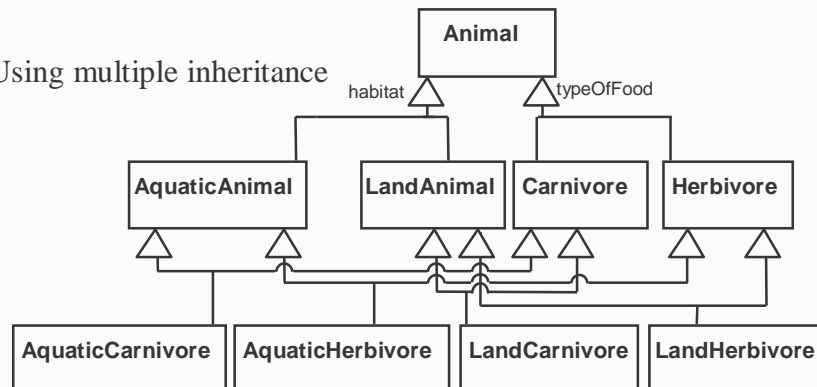 Animal
Using multiple inheritance
habitat
typeOfFood
AquaticAnimal
LandAnimal
Carnivore
Herbivore
AquaticCarnivore
AquaticHerbivore
LandCarnivore
LandHerbivore